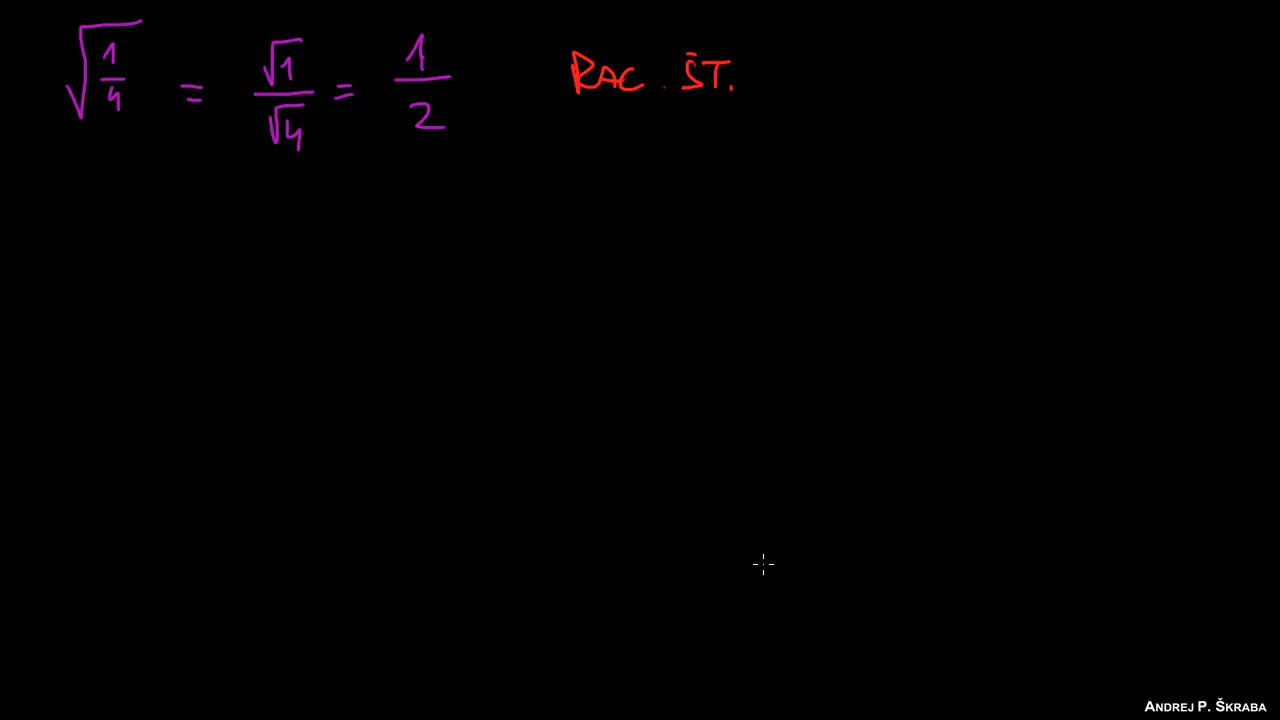 √(1/4) = √1/√4 = 1/2 RAC. ŠT.
ANDREJ P. ŠKRABA